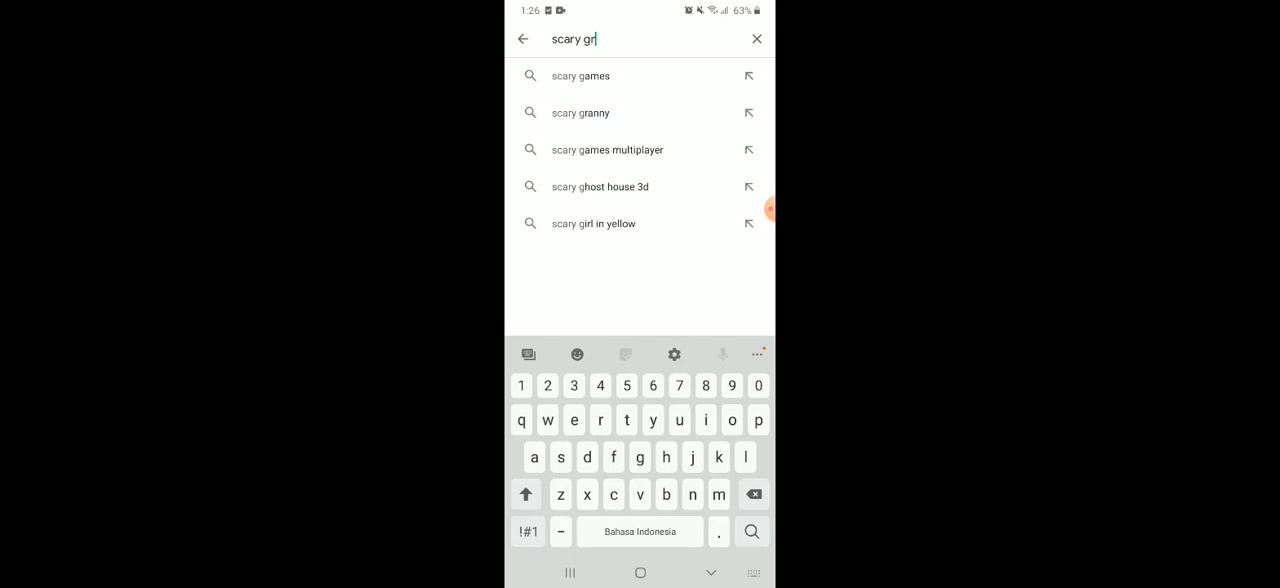 1:26
63%
scary gr
scary games
scary granny
scary games multiplayer
scary ghost house 3d
scary girl in yellow
1 2 3 4 5 6 7 8 9 0
q w e r t y u i o p
a s d f g h j k l
z x c v b n m
!#1 - Bahasa Indonesia .